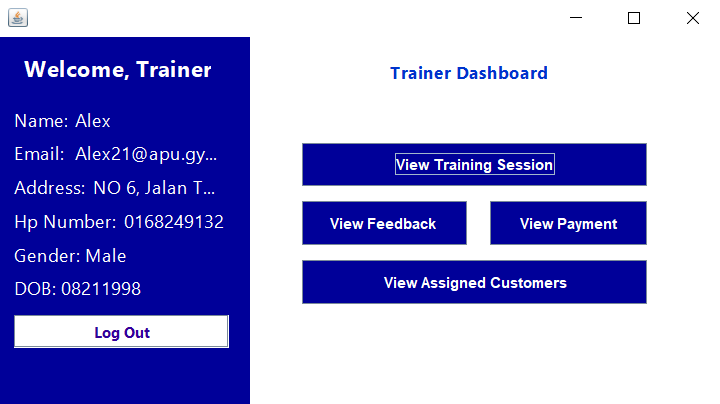 Welcome, Trainer
Name: Alex
Email: Alex21@apu.gy...
Address: NO 6, Jalan T...
Hp Number: 0168249132
Gender: Male
DOB: 08211998
Log Out
Trainer Dashboard
View Training Session
View Feedback
View Payment
View Assigned Customers